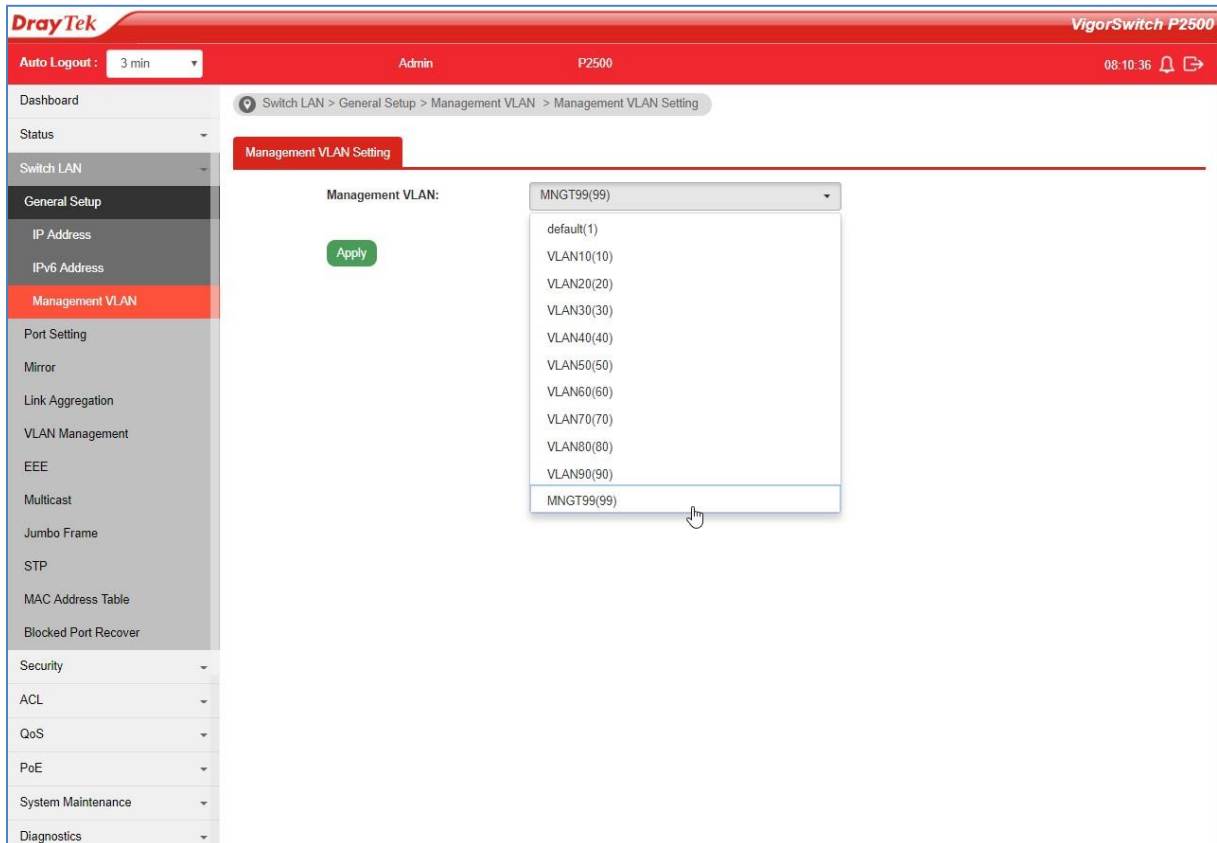 DrayTek
VigorSwitch P2500
Auto Logout : 3 min Admin P2500 08:10:36
Dashboard
Status
Switch LAN
General Setup
IP Address
IPv6 Address
Management VLAN
Port Setting
Mirror
Link Aggregation
VLAN Management
EEE
Multicast
Jumbo Frame
STP
MAC Address Table
Blocked Port Recover
Security
ACL
QoS
PoE
System Maintenance
Diagnostics
Switch LAN > General Setup > Management VLAN > Management VLAN Setting
Management VLAN Setting
Management VLAN: MNGT99(99)
Apply
default(1)
VLAN10(10)
VLAN20(20)
VLAN30(30)
VLAN40(40)
VLAN50(50)
VLAN60(60)
VLAN70(70)
VLAN80(80)
VLAN90(90)
MNGT99(99)